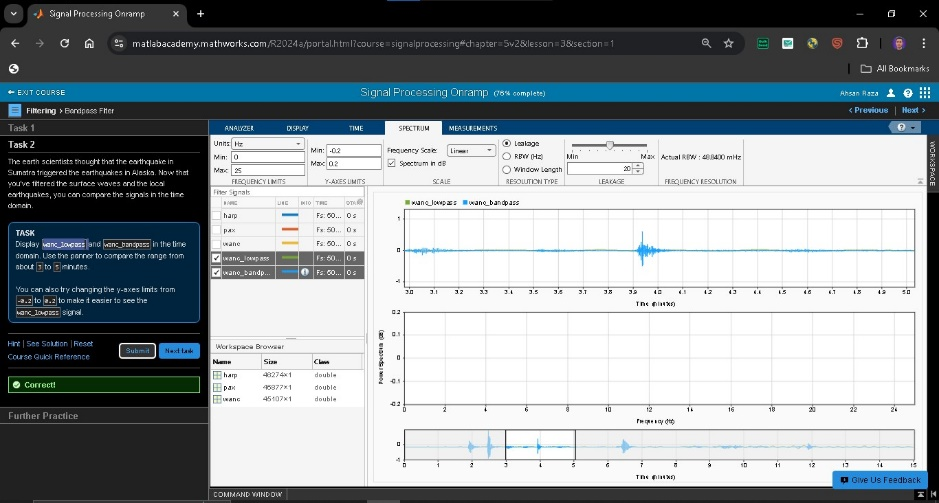 Signal Processing Onramp
matlabacademy.mathworks.com/R2024a/portal.html?course=signalprocessing#chapter=5v2&lesson=3&section=1
All Bookmarks
EXIT COURSE
Signal Processing Onramp (76% complete)
Ahsan Raza
Filtering > Bandpass Filter
< Previous
Next >
Task 1
Task 2
The earth scientists thought that the earthquake in
Sumatra triggered the earthquakes in Alaska. Now that
you've filtered the surface waves and the local
earthquakes, you can compare the signals in the time
domain.
TASK
Display wanc_lowpass and wanc_bandpass in the time
domain. Use the panner to compare the range from
about 3 to 5 minutes.
You can also try changing the y-axes limits from
-0.2 to 0.2 to make it easier to see the
wanc_lowpass signal.
Hint | See Solution | Reset
Course Quick Reference
Submit
Next task
Correct!
Further Practice
ANALYZER
DISPLAY
TIME
SPECTRUM
MEASUREMENTS
Units: Hz
Min: 0
Max: 25
FREQUENCY LIMITS
Min: -0.2
Max: 0.2
Y-AXES LIMITS
Frequency Scale: Linear
Spectrum in dB
SCALE
Leakage
RBW (Hz)
Window Length
RESOLUTION TYPE
Min
Max
20
LEAKAGE
Actual RBW : 48.8400 mHz
FREQUENCY RESOLUTION
WORKSPACE
Filter Signals
NAME LINE INFO TIME STA
harp Fs: 50... 0 s
pax Fs: 50... 0 s
wanc Fs: 50... 0 s
wanc_lowpass Fs: 50... 0 s
wanc_bandp... Fs: 50... 0 s
Workspace Browser
Name Size Class
harp 48274×1 double
pax 46877×1 double
wanc 45107×1 double
wanc_lowpass wanc_bandpass
1
0
-1
3.0 3.1 3.2 3.3 3.4 3.5 3.6 3.7 3.8 3.9 4.0 4.1 4.2 4.3 4.4 4.5 4.6 4.7 4.8 4.9 5.0
Time (minutes)
0.2
0.1
0
-0.1
-0.2
Power Spectrum (dB)
0 2 4 6 8 10 12 14 16 18 20 22 24
Frequency (Hz)
0
-1
0 1 2 3 4 5 6 7 8 9 10 11 12 13 14 15
Time (minutes)
Give Us Feedback
COMMAND WINDOW